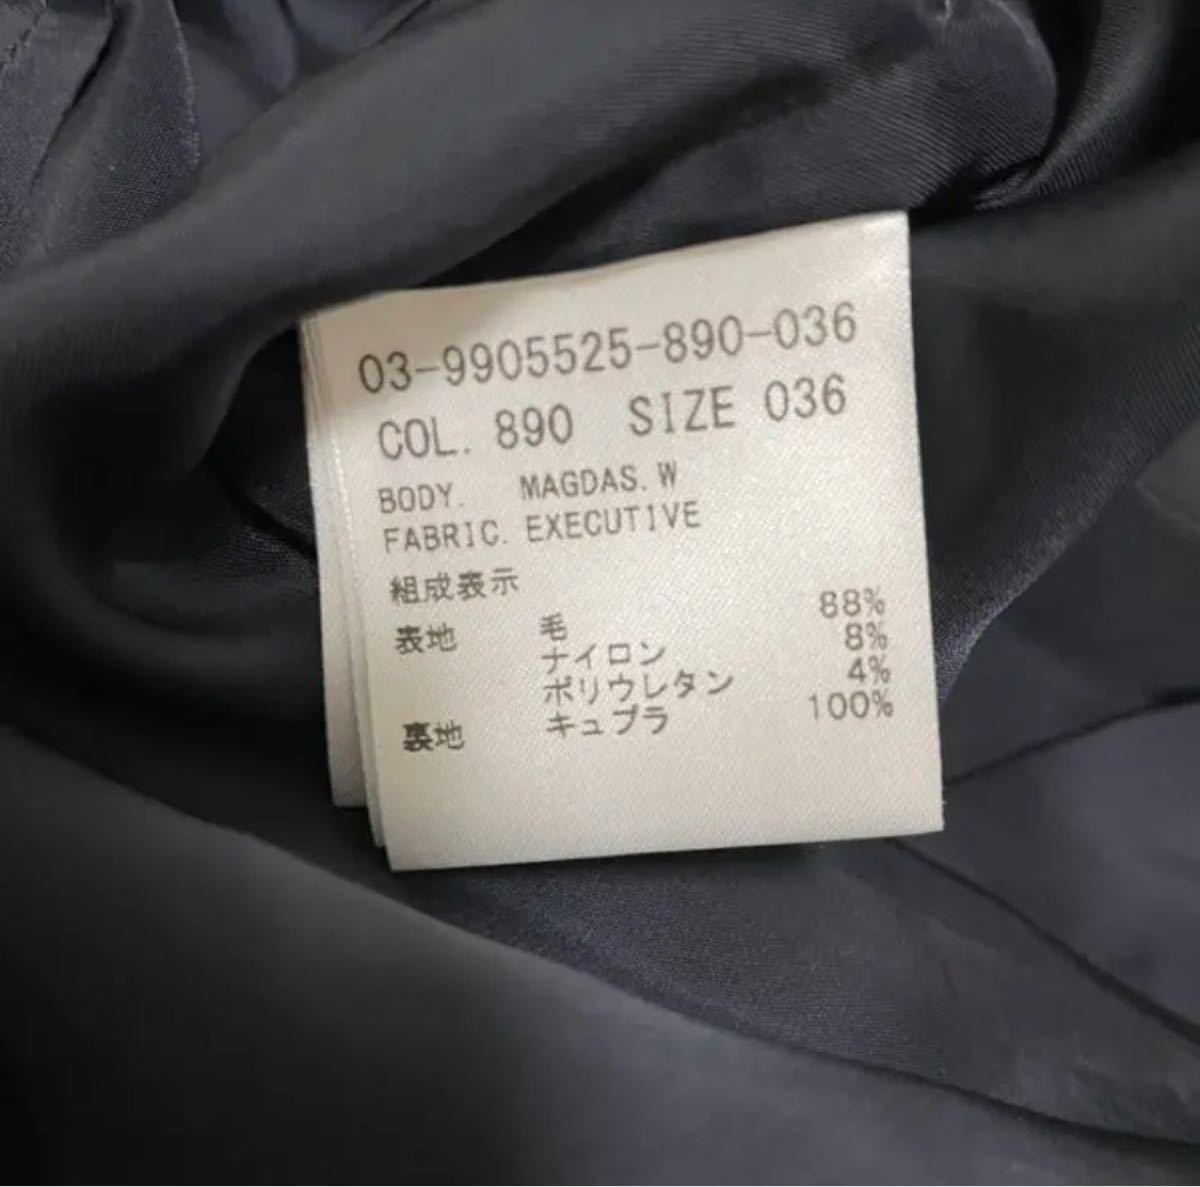 03-9905525-890-036
COL. 890 SIZE 036
BODY. MAGDAS.W
FABRIC. EXECUTIVE
組成表示
表地 毛 88%
ナイロン 8%
ポリウレタン 4%
裏地 キュプラ 100%